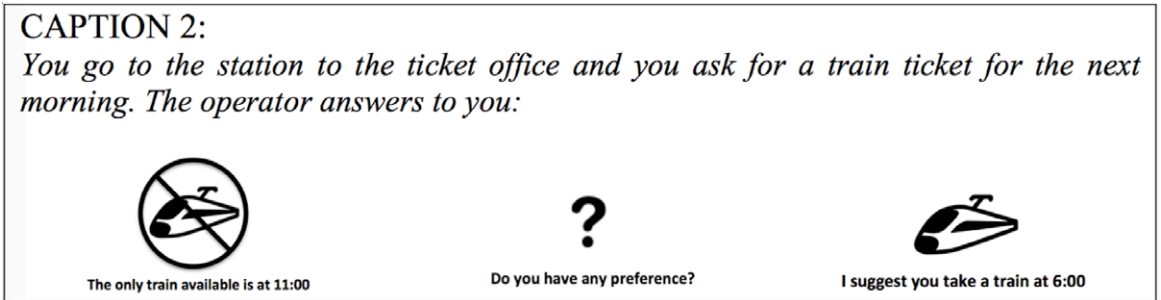 CAPTION 2:
You go to the station to the ticket office and you ask for a train ticket for the next
morning. The operator answers to you:
?
The only train available is at 11:00
Do you have any preference?
I suggest you take a train at 6:00